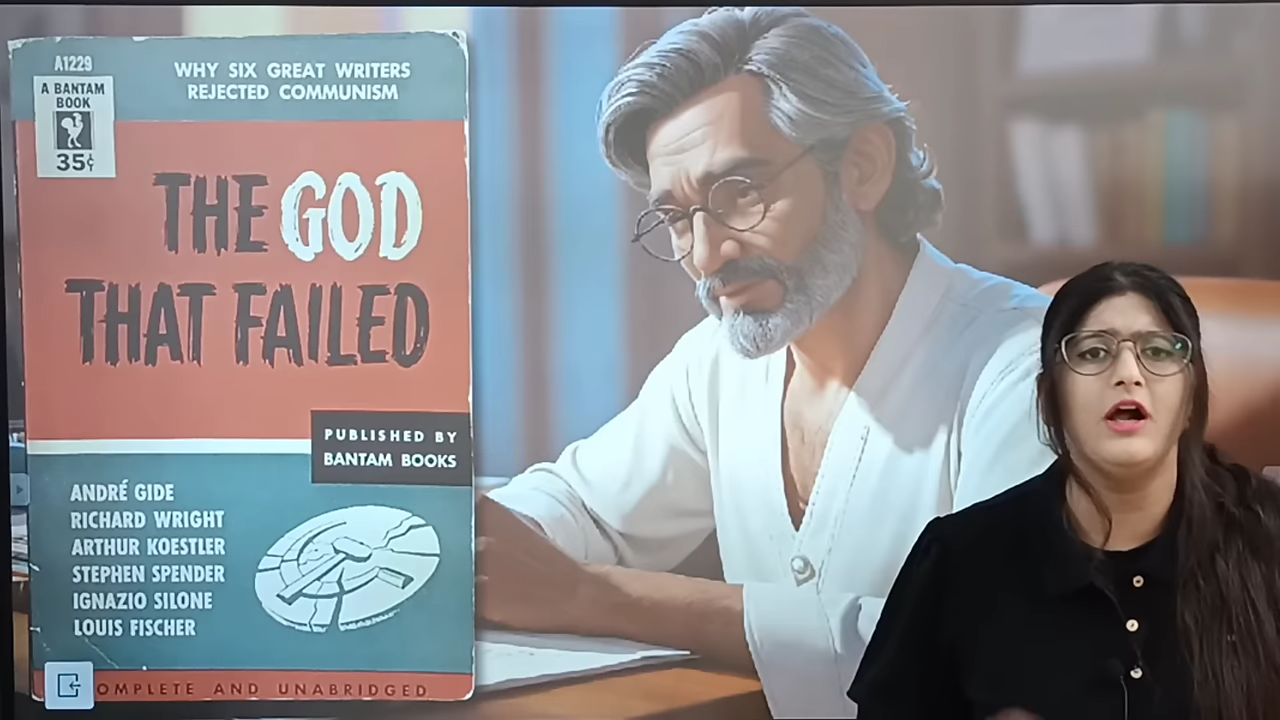 A1229
A BANTAM
BOOK
35¢
WHY SIX GREAT WRITERS
REJECTED COMMUNISM
THE GOD
THAT FAILED
PUBLISHED BY
BANTAM BOOKS
ANDRÉ GIDE
RICHARD WRIGHT
ARTHUR KOESTLER
STEPHEN SPENDER
IGNAZIO SILONE
LOUIS FISCHER
OMPLETE AND UNABRIDGED